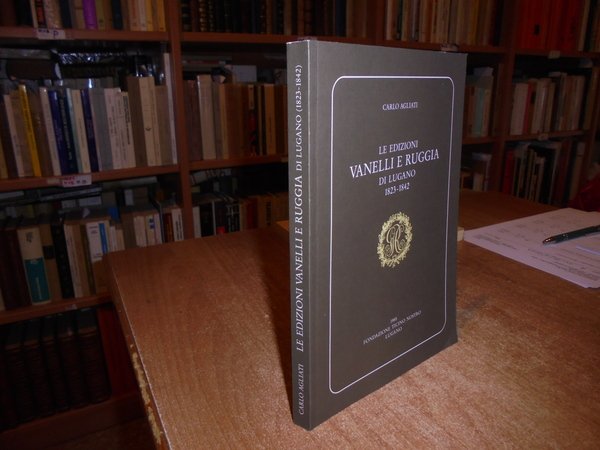 CARLO AGLIATI
LE EDIZIONI
VANELLI E RUGGIA
DI LUGANO
1823-1842
FONDAZIONE TICINO NOSTRO
LUGANO
CARLO AGLIATI LE EDIZIONI VANELLI E RUGGIA DI LUGANO (1823-1842)